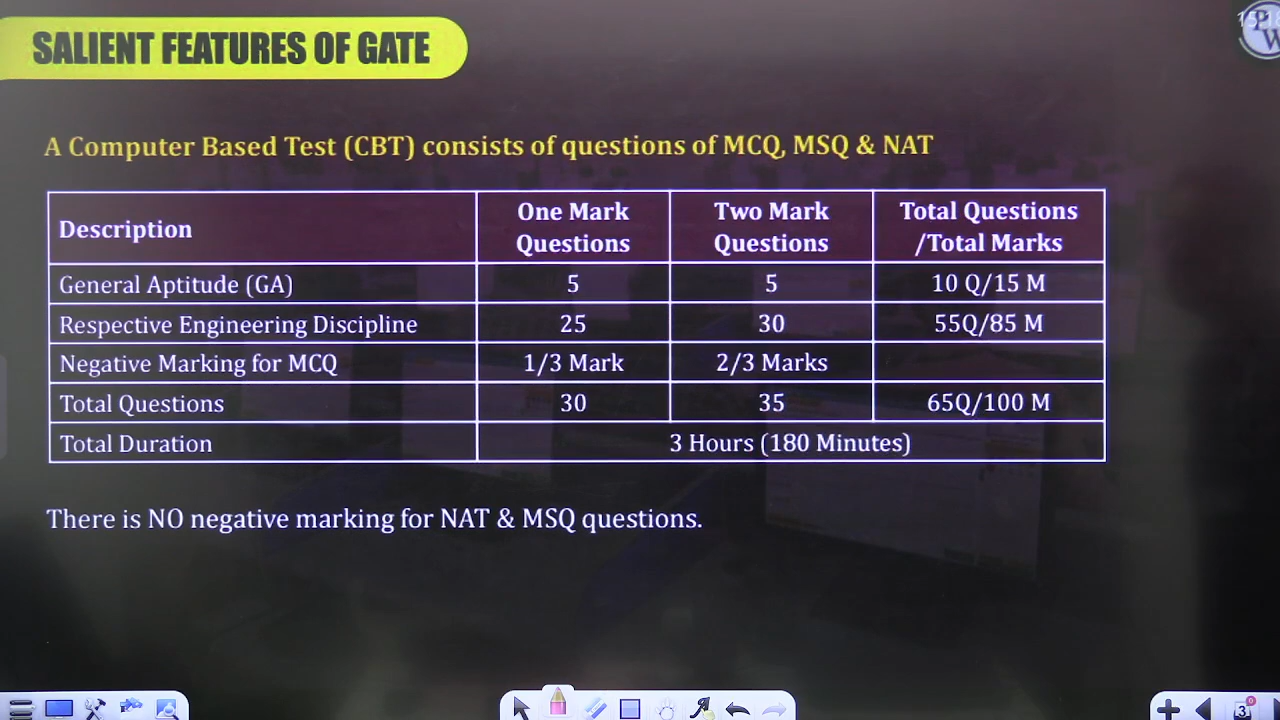 SALIENT FEATURES OF GATE
A Computer Based Test (CBT) consists of questions of MCQ, MSQ & NAT
Description
One Mark
Questions
Two Mark
Questions
Total Questions
/Total Marks
General Aptitude (GA) 5 5 10 Q/15 M
Respective Engineering Discipline 25 30 55Q/85 M
Negative Marking for MCQ 1/3 Mark 2/3 Marks
Total Questions 30 35 65Q/100 M
Total Duration 3 Hours (180 Minutes)
There is NO negative marking for NAT & MSQ questions.
3